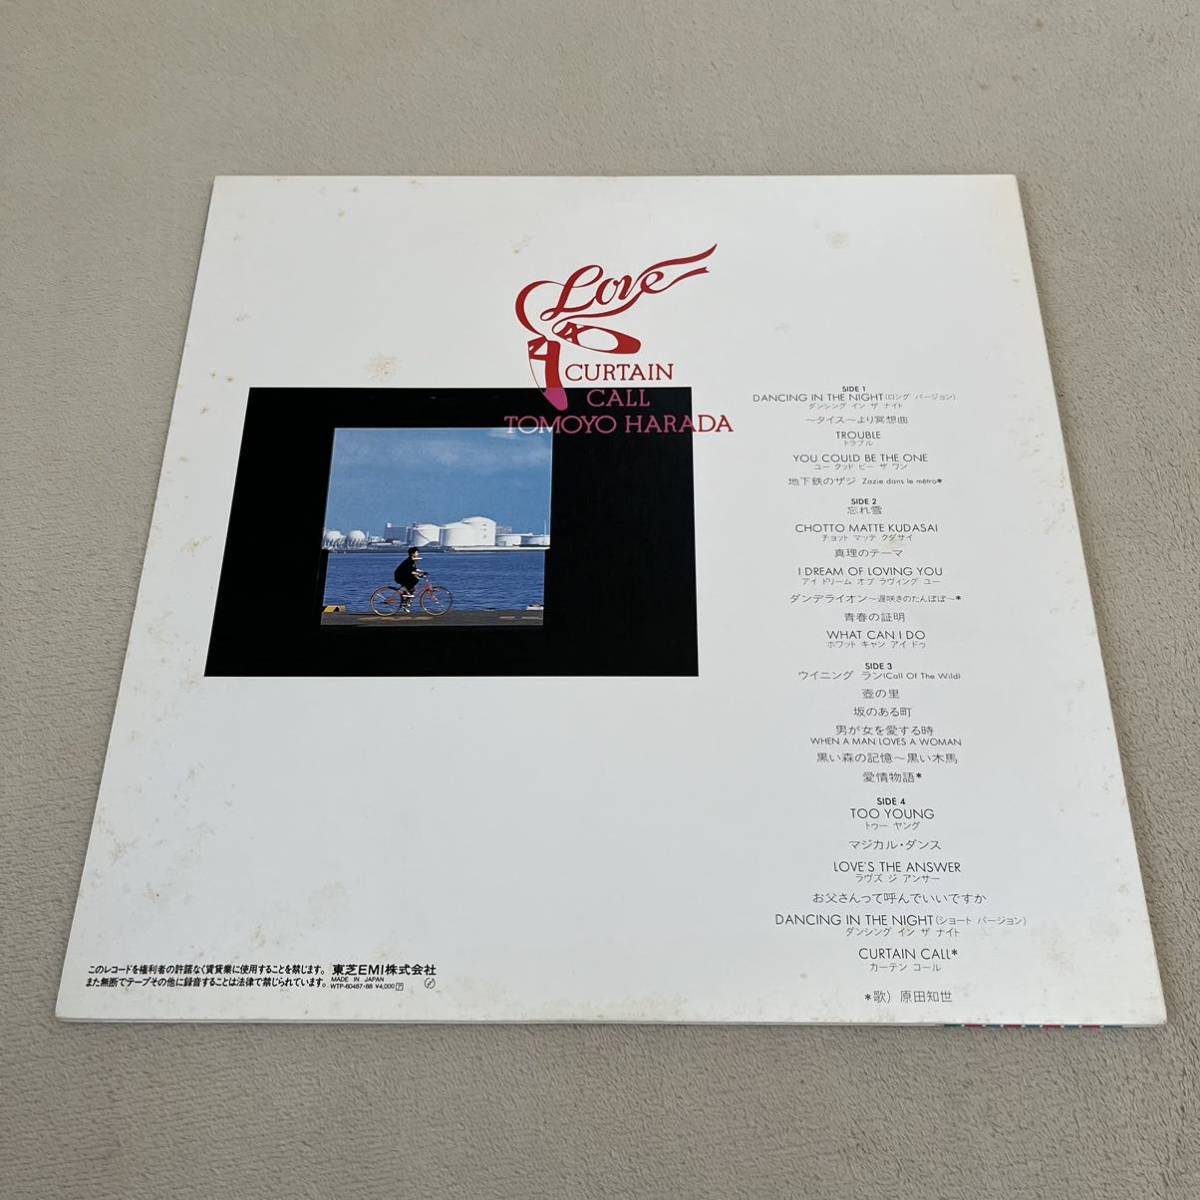 Love
CURTAIN
CALL
TOMOYO HARADA
SIDE 1
DANCING IN THE NIGHT(ロング バージョン)
ダンシング イン ザ ナイト
～タイス～より冥想曲
TROUBLE
トラブル
YOU COULD BE THE ONE
ユー クッド ビー ザ ワン
地下鉄のザジ Zazie dans le métro*
SIDE 2
忘れ雪
CHOTTO MATTE KUDASAI
チョット マッテ クダサイ
真理のテーマ
I DREAM OF LOVING YOU
アイ ドリーム オブ ラヴィング ユー
ダンデライオン～遅咲きのたんぽぽ～*
青春の証明
WHAT CAN I DO
ホワット キャン アイ ドゥ
SIDE 3
ウイニング ラン(Call Of The Wild)
壺の里
坂のある町
男が女を愛する時
WHEN A MAN LOVES A WOMAN
黒い森の記憶～黒い木馬
愛情物語*
SIDE 4
TOO YOUNG
トゥー ヤング
マジカル・ダンス
LOVE'S THE ANSWER
ラヴズ ジ アンサー
お父さんって呼んでいいですか
DANCING IN THE NIGHT(ショート バージョン)
ダンシング イン ザ ナイト
CURTAIN CALL*
カーテン コール
*歌) 原田知世
このレコードを権利者の許諾なく賃貸業に使用することを禁じます。
また無断でテープその他に録音することは法律で禁じられています。
東芝EMI株式会社
MADE IN JAPAN
WTP-60487・88 ¥4,000